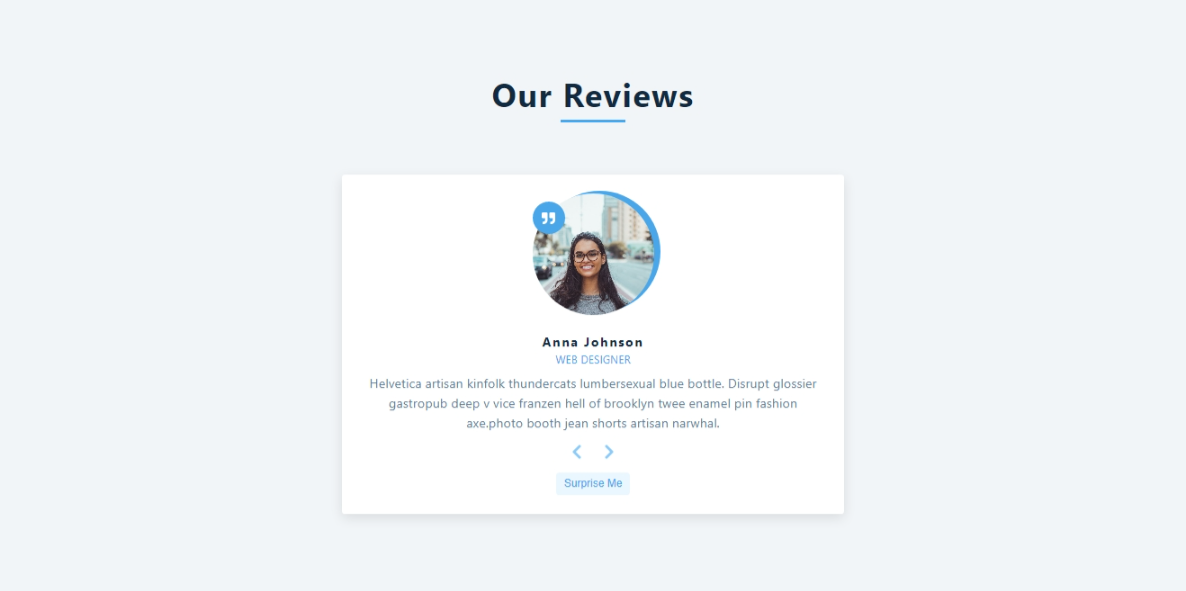 Our Reviews
Anna Johnson
WEB DESIGNER
Helvetica artisan kinfolk thundercats lumbersexual blue bottle. Disrupt glossier
gastropub deep v vice franzen hell of brooklyn twee enamel pin fashion
axe.photo booth jean shorts artisan narwhal.
Surprise Me